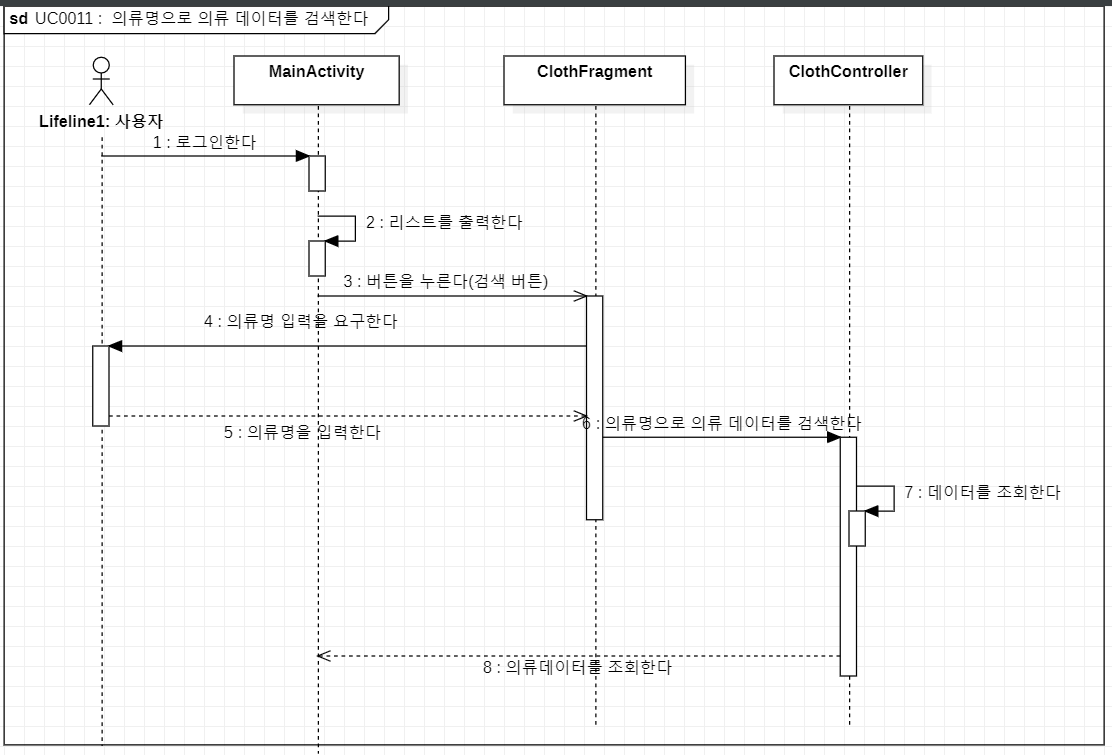 sd UC0011 : 의류명으로 의류 데이터를 검색한다
MainActivity
ClothFragment
ClothController
Lifeline1: 사용자
1 : 로그인한다
2 : 리스트를 출력한다
3 : 버튼을 누른다(검색 버튼)
4 : 의류명 입력을 요구한다
5 : 의류명을 입력한다
6 : 의류명으로 의류 데이터를 검색한다
7 : 데이터를 조회한다
8 : 의류데이터를 조회한다